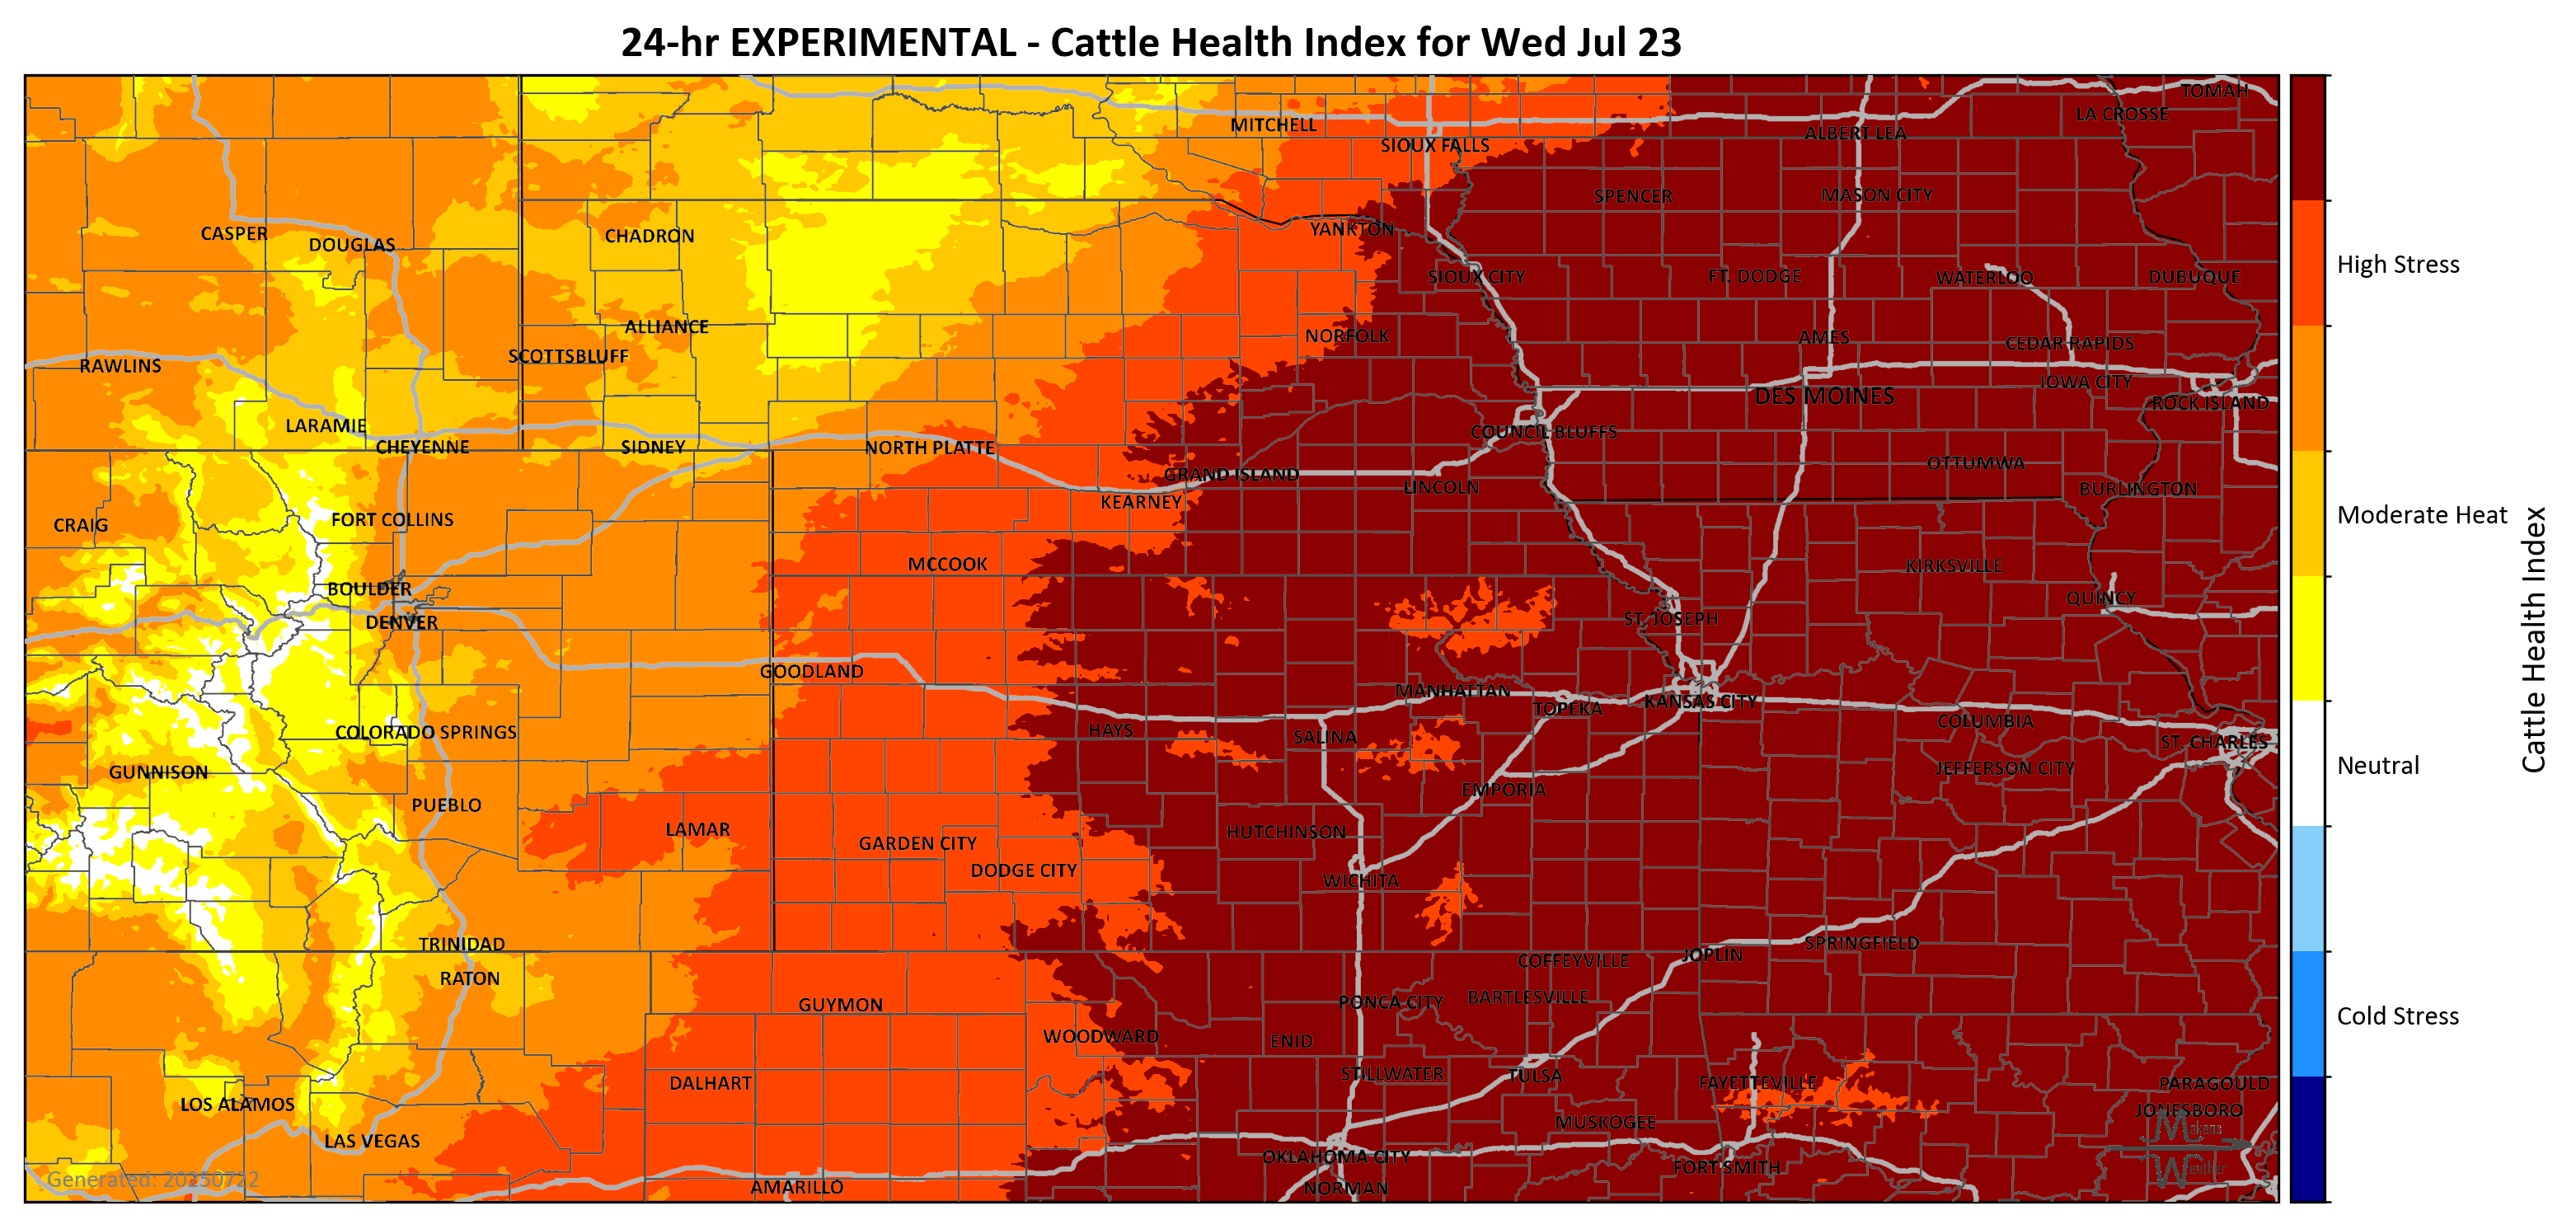 24-hr EXPERIMENTAL - Cattle Health Index for Wed Jul 23
TOMAH
LA CROSSE
MITCHELL
ALBERT LEA
SIOUX FALLS
SPENCER
MASON CITY
CASPER
DOUGLAS
CHADRON
YANKTON
SIOUX CITY
FT. DODGE
WATERLOO
DUBUQUE
High Stress
ALLIANCE
NORFOLK
AMES
CEDAR RAPIDS
SCOTTSBLUFF
RAWLINS
IOWA CITY
DES MOINES
ROCK ISLAND
LARAMIE
COUNCIL BLUFFS
CHEYENNE
SIDNEY
NORTH PLATTE
OTTUMWA
GRAND ISLAND
LINCOLN
BURLINGTON
KEARNEY
Moderate Heat
CRAIG
FORT COLLINS
MCCOOK
KIRKSVILLE
BOULDER
QUINCY
DENVER
ST. JOSEPH
Cattle Health Index
GOODLAND
MANHATTAN
TOPEKA
KANSAS CITY
COLUMBIA
COLORADO SPRINGS
HAYS
SALINA
ST. CHARLES
GUNNISON
JEFFERSON CITY
Neutral
EMPORIA
PUEBLO
LAMAR
HUTCHINSON
GARDEN CITY
DODGE CITY
WICHITA
TRINIDAD
SPRINGFIELD
JOPLIN
COFFEYVILLE
RATON
BARTLESVILLE
GUYMON
PONCA CITY
Cold Stress
WOODWARD
ENID
STILLWATER
TULSA
DALHART
FAYETTEVILLE
PARAGOULD
LOS ALAMOS
JONESBORO
MUSKOGEE
LAS VEGAS
OKLAHOMA CITY
FORT SMITH
Generated: 20250722
AMARILLO
NORMAN
Weather